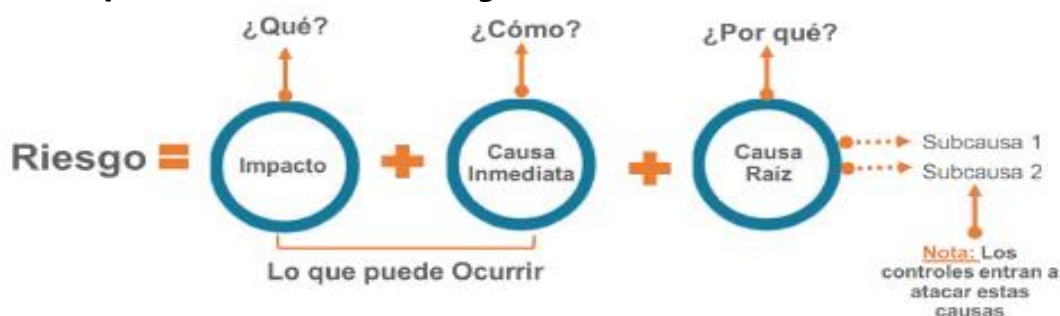 ¿Qué?
¿Cómo?
¿Por qué?
Riesgo =
Impacto
+
Causa
Inmediata
+
Causa
Raíz
Subcausa 1
Subcausa 2
Lo que puede Ocurrir
Nota: Los
controles entran a
atacar estas
causas